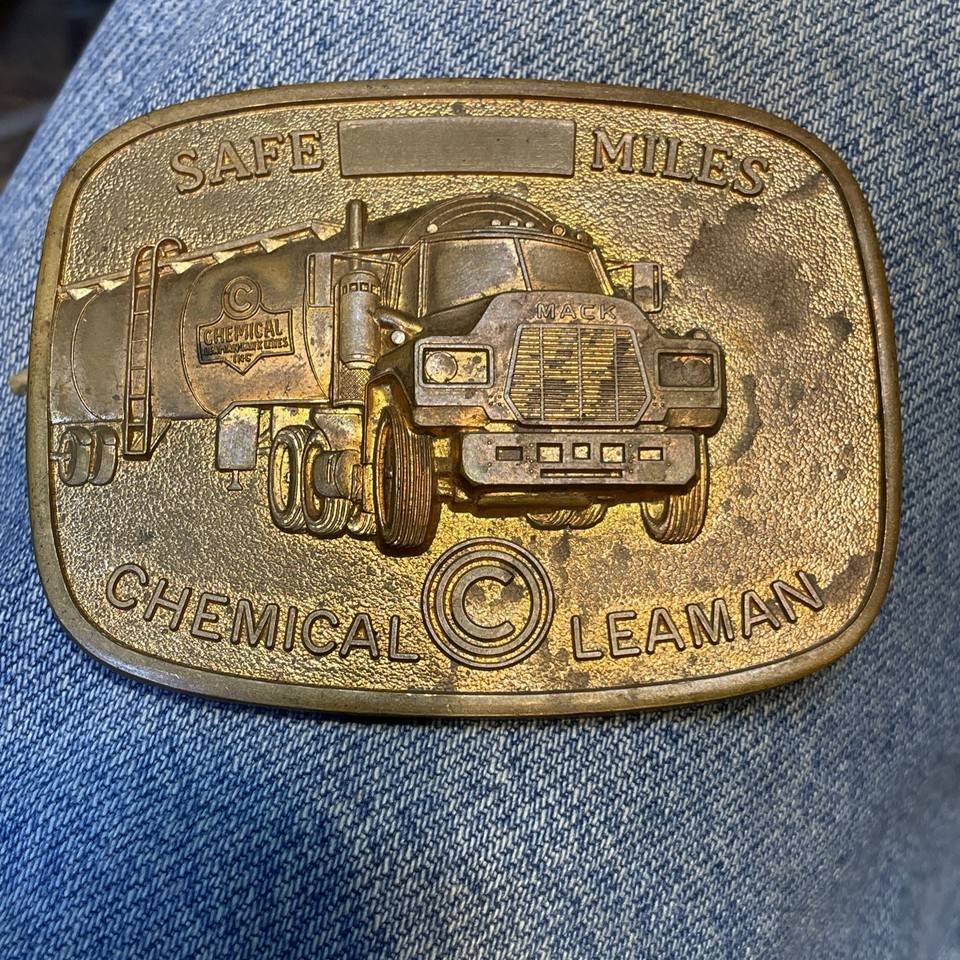 SAFE MILES
MACK
C
CHEMICAL
INC
CHEMICAL C LEAMAN